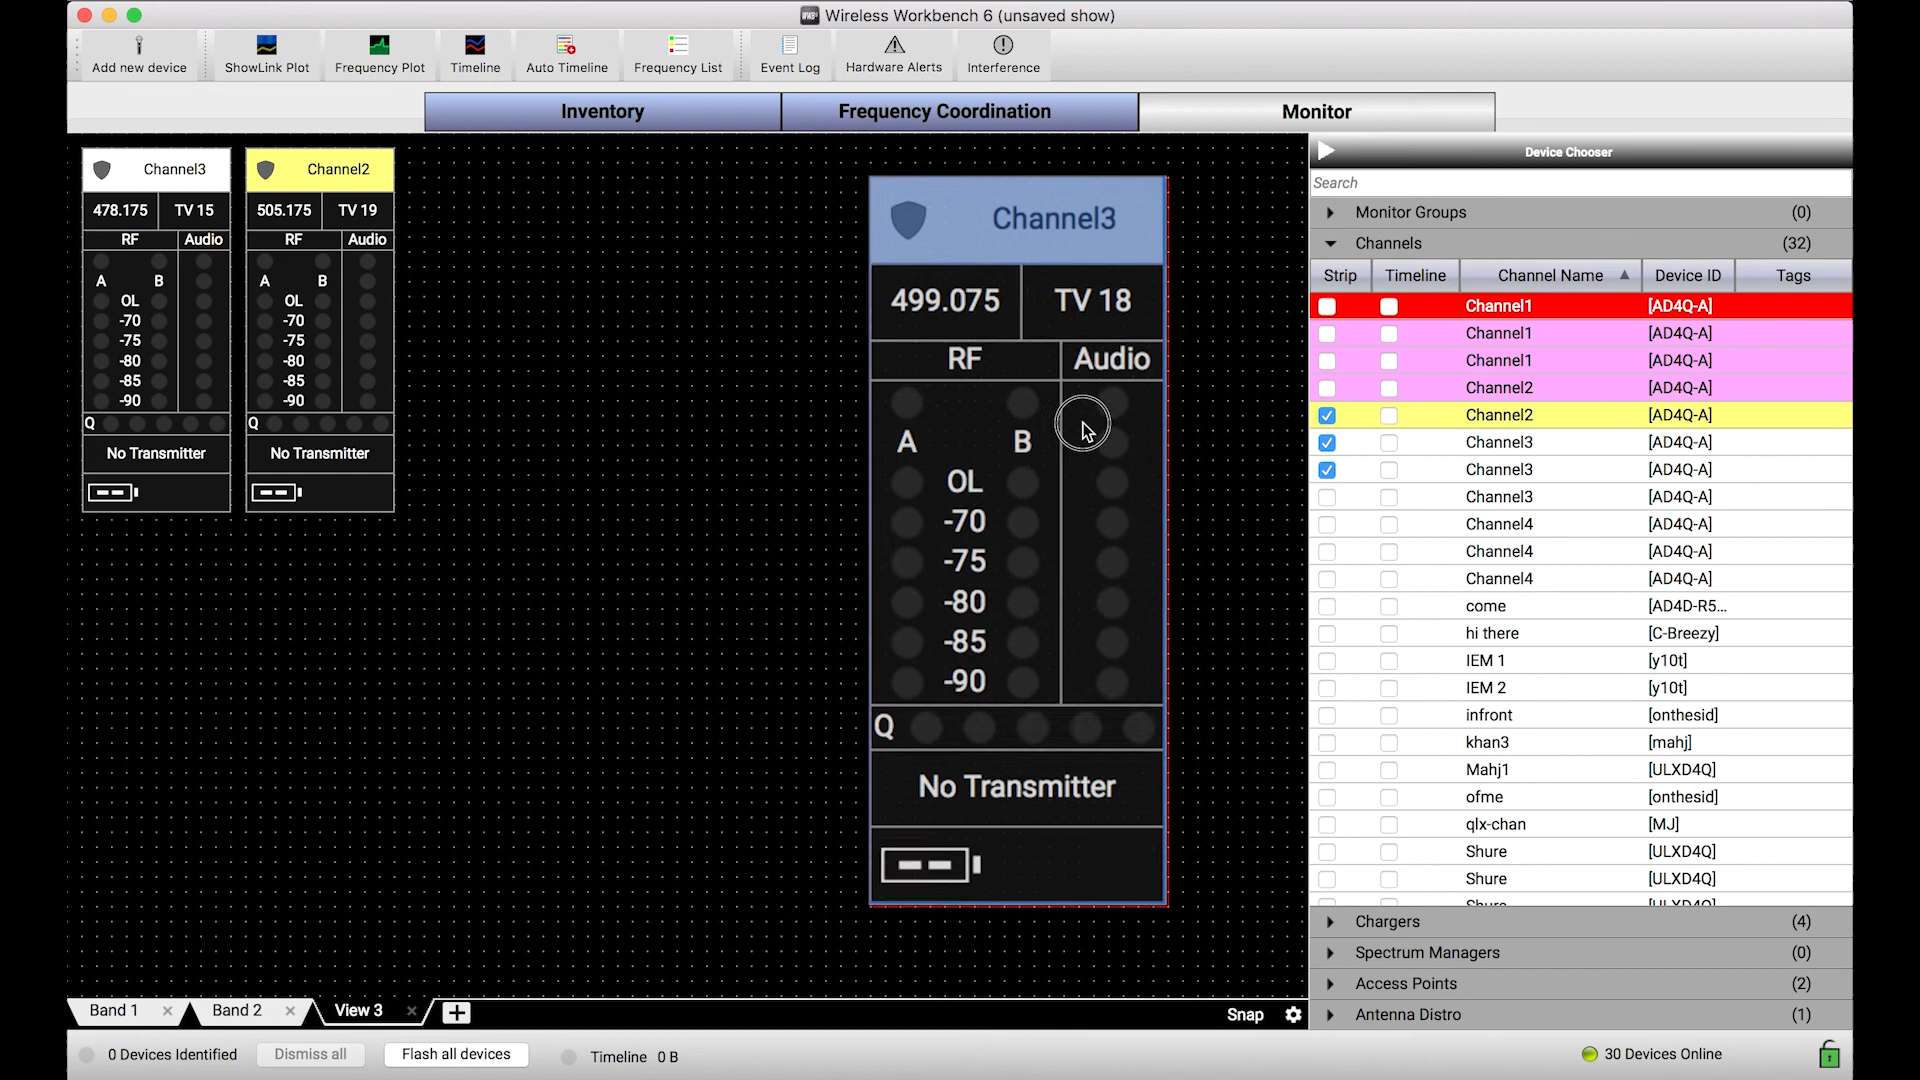 Wireless Workbench 6 (unsaved show)
Add new device
ShowLink Plot
Frequency Plot
Timeline
Auto Timeline
Frequency List
Event Log
Hardware Alerts
Interference
Inventory
Frequency Coordination
Monitor
Channel3
478.175 TV 15
RF Audio
A B
OL
-70
-75
-80
-85
-90
Q
No Transmitter
Channel2
505.175 TV 19
RF Audio
A B
OL
-70
-75
-80
-85
-90
Q
No Transmitter
Channel3
499.075 TV 18
RF Audio
A B
OL
-70
-75
-80
-85
-90
Q
No Transmitter
Device Chooser
Search
Monitor Groups (0)
Channels (32)
Strip Timeline Channel Name Device ID Tags
Channel1 [AD4Q-A]
Channel1 [AD4Q-A]
Channel1 [AD4Q-A]
Channel2 [AD4Q-A]
Channel2 [AD4Q-A]
Channel3 [AD4Q-A]
Channel3 [AD4Q-A]
Channel3 [AD4Q-A]
Channel4 [AD4Q-A]
Channel4 [AD4Q-A]
Channel4 [AD4Q-A]
come [AD4D-R5...
hi there [C-Breezy]
IEM 1 [y10t]
IEM 2 [y10t]
infront [onthesid]
khan3 [mahj]
Mahj1 [ULXD4Q]
ofme [onthesid]
qlx-chan [MJ]
Shure [ULXD4Q]
Shure [ULXD4Q]
Shure [ULXD4Q]
Chargers (4)
Spectrum Managers (0)
Access Points (2)
Antenna Distro (1)
Band 1
Band 2
View 3
Snap
0 Devices Identified
Dismiss all
Flash all devices
Timeline 0 B
30 Devices Online